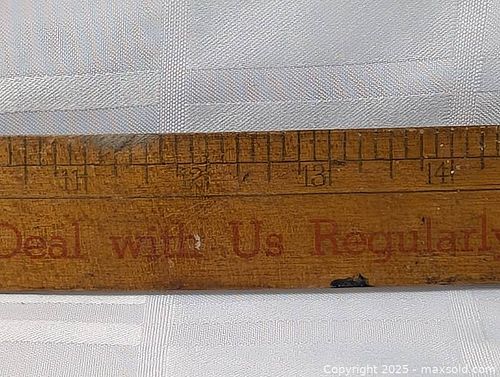 11 12 13 14
Deal with Us Regularly
Copyright © 2025 - maxsold.com